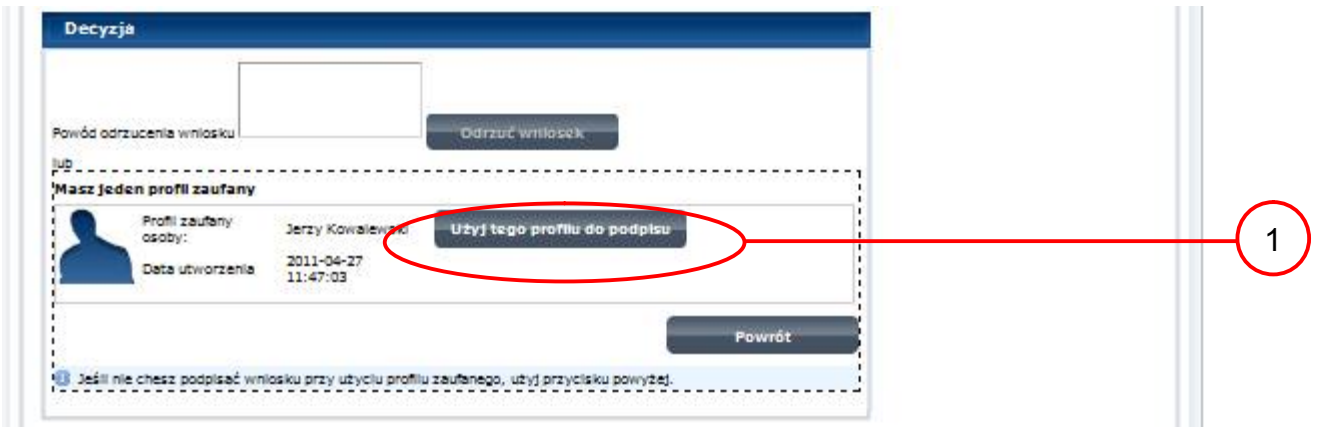 Decyzja
Powód odrzucenia wniosku
Odrzuć wniosek
lub
Masz jeden profil zaufany
Profil zaufany osoby:
Jerzy Kowalewski
Użyj tego profilu do podpisu
1
Data utworzenia
2011-04-27
11:47:03
Powrót
Jeśli nie chesz podpisać wniosku przy użyciu profilu zaufanego, użyj przycisku powyżej.